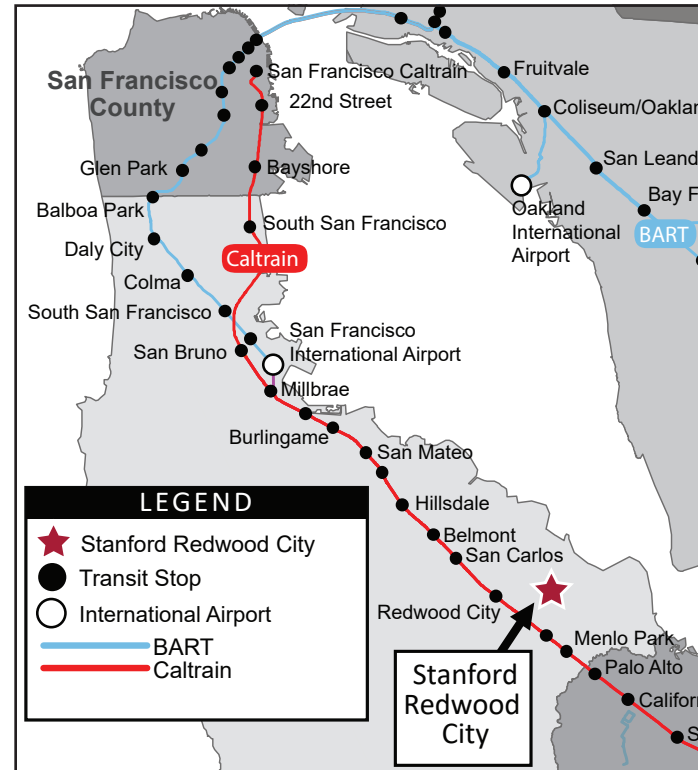 San Francisco
County
San Francisco Caltrain
22nd Street
Fruitvale
Coliseum/Oaklan
San Leand
Bay F
BART
Oakland
International
Airport
Glen Park
Bayshore
Balboa Park
South San Francisco
Daly City
Caltrain
Colma
South San Francisco
San Bruno
San Francisco
International Airport
Millbrae
Burlingame
San Mateo
Hillsdale
Belmont
San Carlos
Redwood City
Menlo Park
Palo Alto
Californ
S
Stanford
Redwood
City
LEGEND
Stanford Redwood City
Transit Stop
International Airport
BART
Caltrain